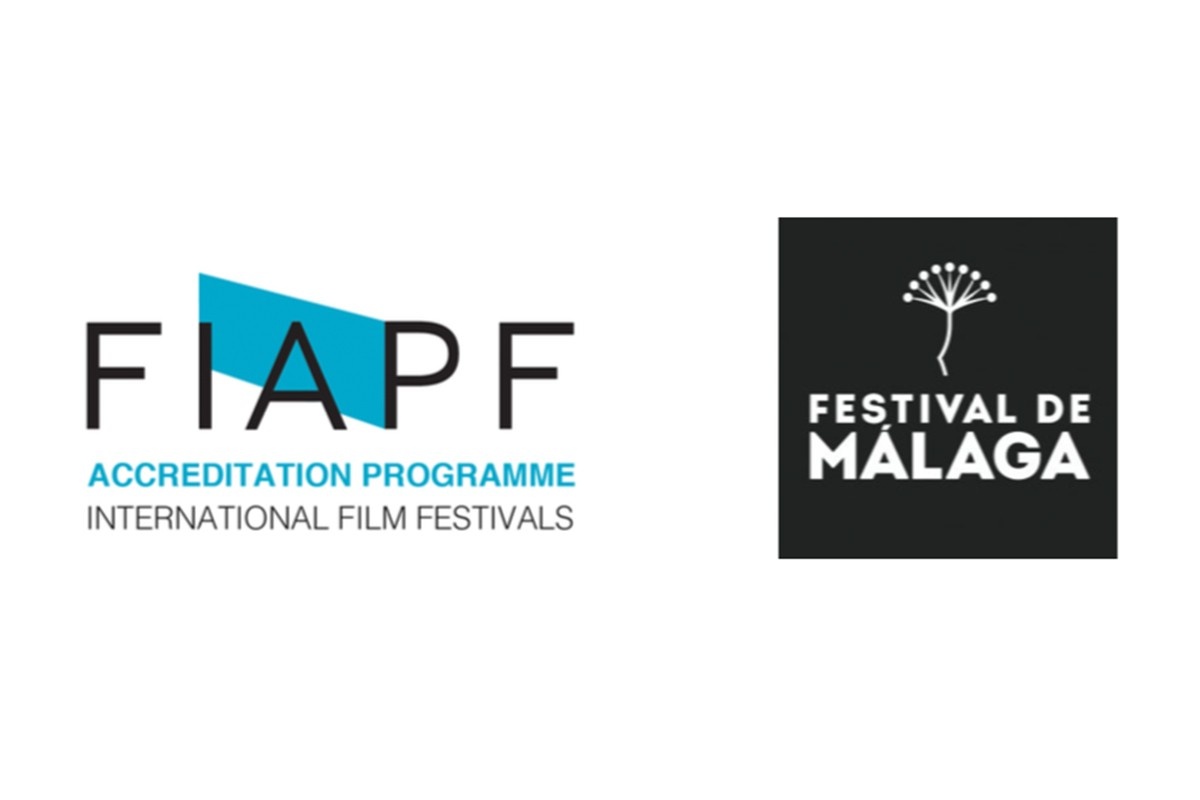 FIAPF
ACCREDITATION PROGRAMME
INTERNATIONAL FILM FESTIVALS
FESTIVAL DE
MÁLAGA